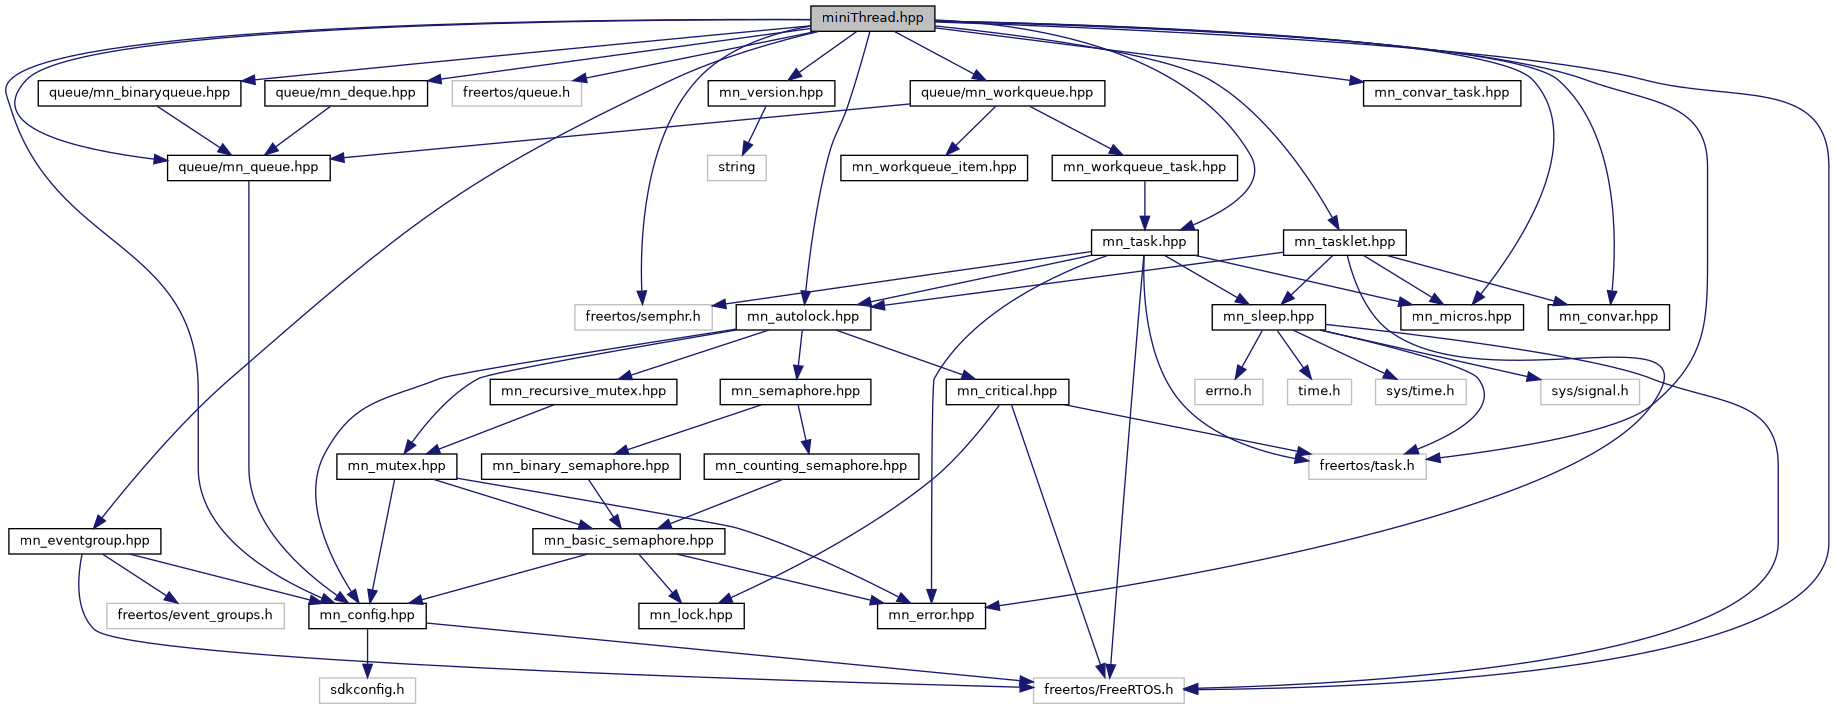 miniThread.hpp
queue/mn_binaryqueue.hpp
queue/mn_deque.hpp
freertos/queue.h
mn_version.hpp
queue/mn_workqueue.hpp
mn_convar_task.hpp
queue/mn_queue.hpp
string
mn_workqueue_item.hpp
mn_workqueue_task.hpp
mn_task.hpp
mn_tasklet.hpp
freertos/semphr.h
mn_autolock.hpp
mn_sleep.hpp
mn_micros.hpp
mn_convar.hpp
mn_recursive_mutex.hpp
mn_semaphore.hpp
mn_critical.hpp
errno.h
time.h
sys/time.h
sys/signal.h
mn_mutex.hpp
mn_binary_semaphore.hpp
mn_counting_semaphore.hpp
freertos/task.h
mn_eventgroup.hpp
mn_basic_semaphore.hpp
freertos/event_groups.h
mn_config.hpp
mn_lock.hpp
mn_error.hpp
sdkconfig.h
freertos/FreeRTOS.h